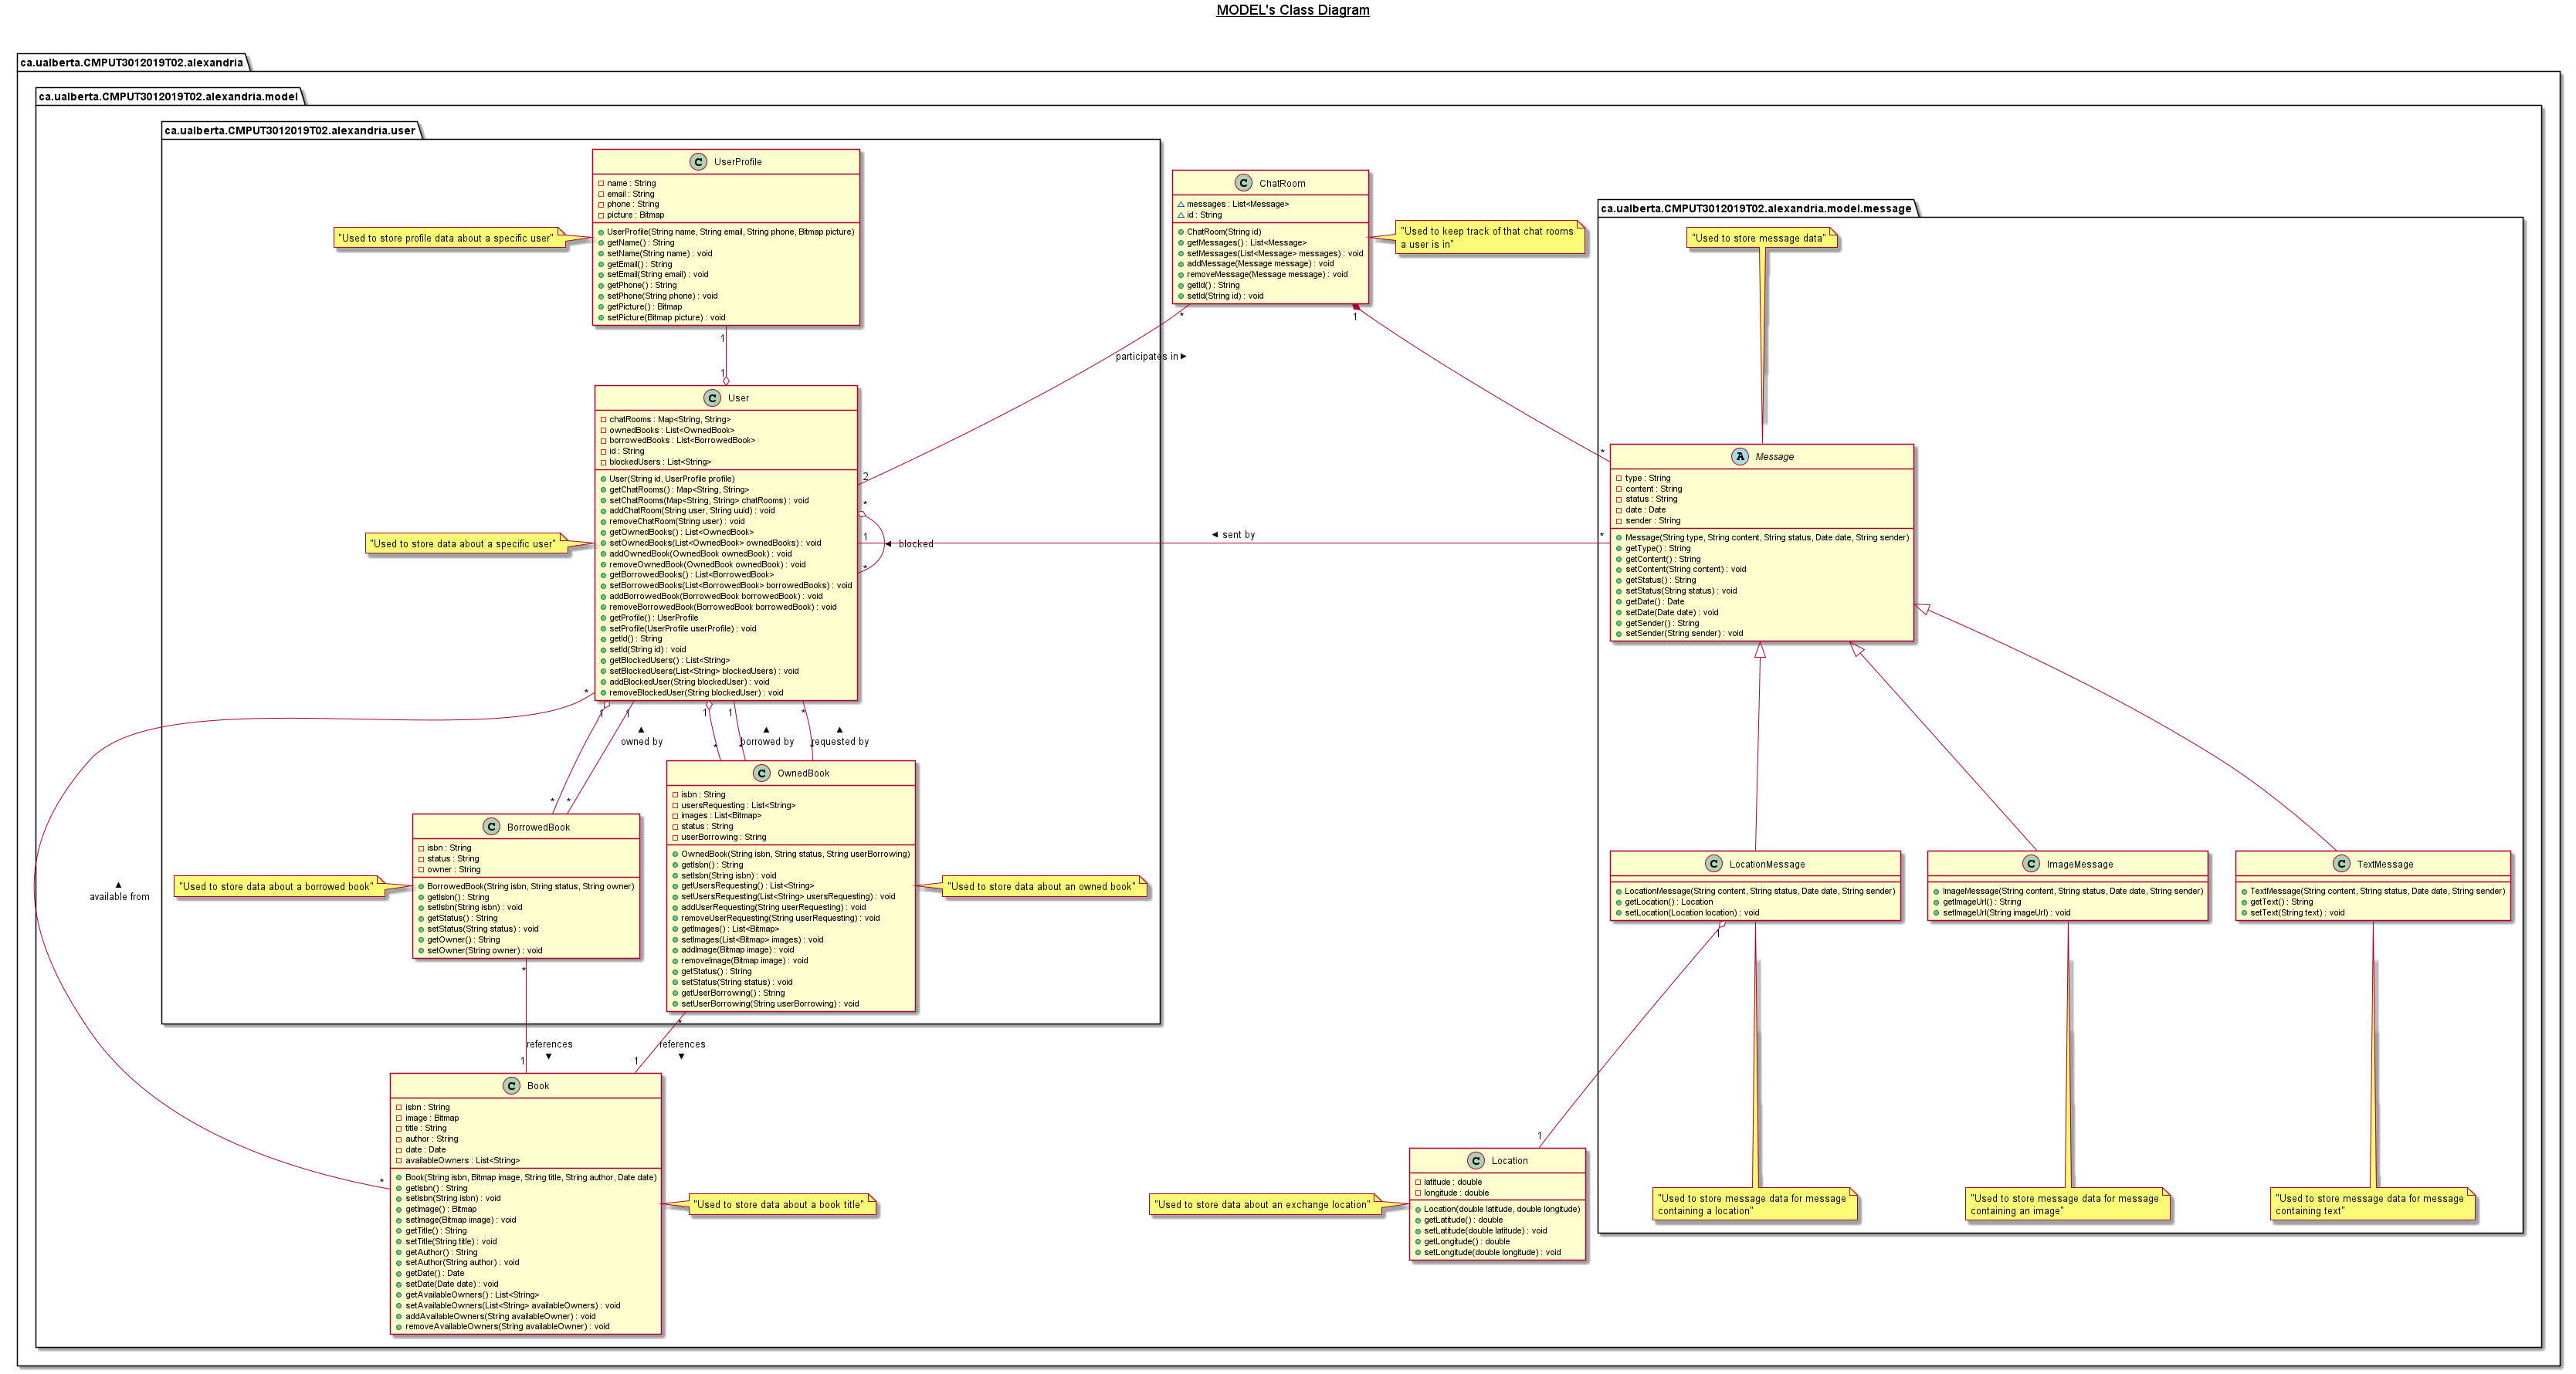 MODEL's Class Diagram
ca.ualberta.CMPUT3012019T02.alexandria
ca.ualberta.CMPUT3012019T02.alexandria.model
ca.ualberta.CMPUT3012019T02.alexandria.user
UserProfile
name : String
email : String
phone : String
picture : Bitmap
UserProfile(String name, String email, String phone, Bitmap picture)
getName() : String
setName(String name) : void
getEmail() : String
setEmail(String email) : void
getPhone() : String
setPhone(String phone) : void
getPicture() : Bitmap
setPicture(Bitmap picture) : void
"Used to store profile data about a specific user"
ChatRoom
messages : List<Message>
id : String
ChatRoom(String id)
getMessages() : List<Message>
setMessages(List<Message> messages) : void
addMessage(Message message) : void
removeMessage(Message message) : void
getId() : String
setId(String id) : void
"Used to keep track of that chat rooms
a user is in"
ca.ualberta.CMPUT3012019T02.alexandria.model.message
"Used to store message data"
1
1
*
1
participates in
User
chatRooms : Map<String, String>
ownedBooks : List<OwnedBook>
borrowedBooks : List<BorrowedBook>
id : String
blockedUsers : List<String>
User(String id, UserProfile profile)
getChatRooms() : Map<String, String>
setChatRooms(Map<String, String> chatRooms) : void
addChatRoom(String user, String uuid) : void
removeChatRoom(String user) : void
getOwnedBooks() : List<OwnedBook>
setOwnedBooks(List<OwnedBook> ownedBooks) : void
addOwnedBook(OwnedBook ownedBook) : void
removeOwnedBook(OwnedBook ownedBook) : void
getBorrowedBooks() : List<BorrowedBook>
setBorrowedBooks(List<BorrowedBook> borrowedBooks) : void
addBorrowedBook(BorrowedBook borrowedBook) : void
removeBorrowedBook(BorrowedBook borrowedBook) : void
getProfile() : UserProfile
setProfile(UserProfile userProfile) : void
getId() : String
setId(String id) : void
getBlockedUsers() : List<String>
setBlockedUsers(List<String> blockedUsers) : void
addBlockedUser(String blockedUser) : void
removeBlockedUser(String blockedUser) : void
"Used to store data about a specific user"
2
*
1
*
blocked
sent by
*
*
Message
type : String
content : String
status : String
date : Date
sender : String
Message(String type, String content, String status, Date date, String sender)
getType() : String
getContent() : String
setContent(String content) : void
getStatus() : String
setStatus(String status) : void
getDate() : Date
setDate(Date date) : void
getSender() : String
setSender(String sender) : void
*
1
1
1
1
*
owned by
borrowed by
requested by
*
*
*
*
*
available from
BorrowedBook
isbn : String
status : String
owner : String
BorrowedBook(String isbn, String status, String owner)
getIsbn() : String
setIsbn(String isbn) : void
getStatus() : String
setStatus(String status) : void
getOwner() : String
setOwner(String owner) : void
"Used to store data about a borrowed book"
OwnedBook
isbn : String
usersRequesting : List<String>
images : List<Bitmap>
status : String
userBorrowing : String
OwnedBook(String isbn, String status, String userBorrowing)
getIsbn() : String
setIsbn(String isbn) : void
getUsersRequesting() : List<String>
setUsersRequesting(List<String> usersRequesting) : void
addUserRequesting(String userRequesting) : void
removeUserRequesting(String userRequesting) : void
getImages() : List<Bitmap>
setImages(List<Bitmap> images) : void
addImage(Bitmap image) : void
removeImage(Bitmap image) : void
getStatus() : String
setStatus(String status) : void
getUserBorrowing() : String
setUserBorrowing(String userBorrowing) : void
"Used to store data about an owned book"
LocationMessage
LocationMessage(String content, String status, Date date, String sender)
getLocation() : Location
setLocation(Location location) : void
ImageMessage
ImageMessage(String content, String status, Date date, String sender)
getImageUrl() : String
setImageUrl(String imageUrl) : void
TextMessage
TextMessage(String content, String status, Date date, String sender)
getText() : String
setText(String text) : void
*
*
1
references
references
1
1
1
*
Book
isbn : String
image : Bitmap
title : String
author : String
date : Date
availableOwners : List<String>
Book(String isbn, Bitmap image, String title, String author, Date date)
getIsbn() : String
setIsbn(String isbn) : void
getImage() : Bitmap
setImage(Bitmap image) : void
getTitle() : String
setTitle(String title) : void
getAuthor() : String
setAuthor(String author) : void
getDate() : Date
setDate(Date date) : void
getAvailableOwners() : List<String>
setAvailableOwners(List<String> availableOwners) : void
addAvailableOwners(String availableOwner) : void
removeAvailableOwners(String availableOwner) : void
"Used to store data about a book title"
Location
latitude : double
longitude : double
Location(double latitude, double longitude)
getLatitude() : double
setLatitude(double latitude) : void
getLongitude() : double
setLongitude(double longitude) : void
"Used to store data about an exchange location"
"Used to store message data for message
containing a location"
"Used to store message data for message
containing an image"
"Used to store message data for message
containing text"